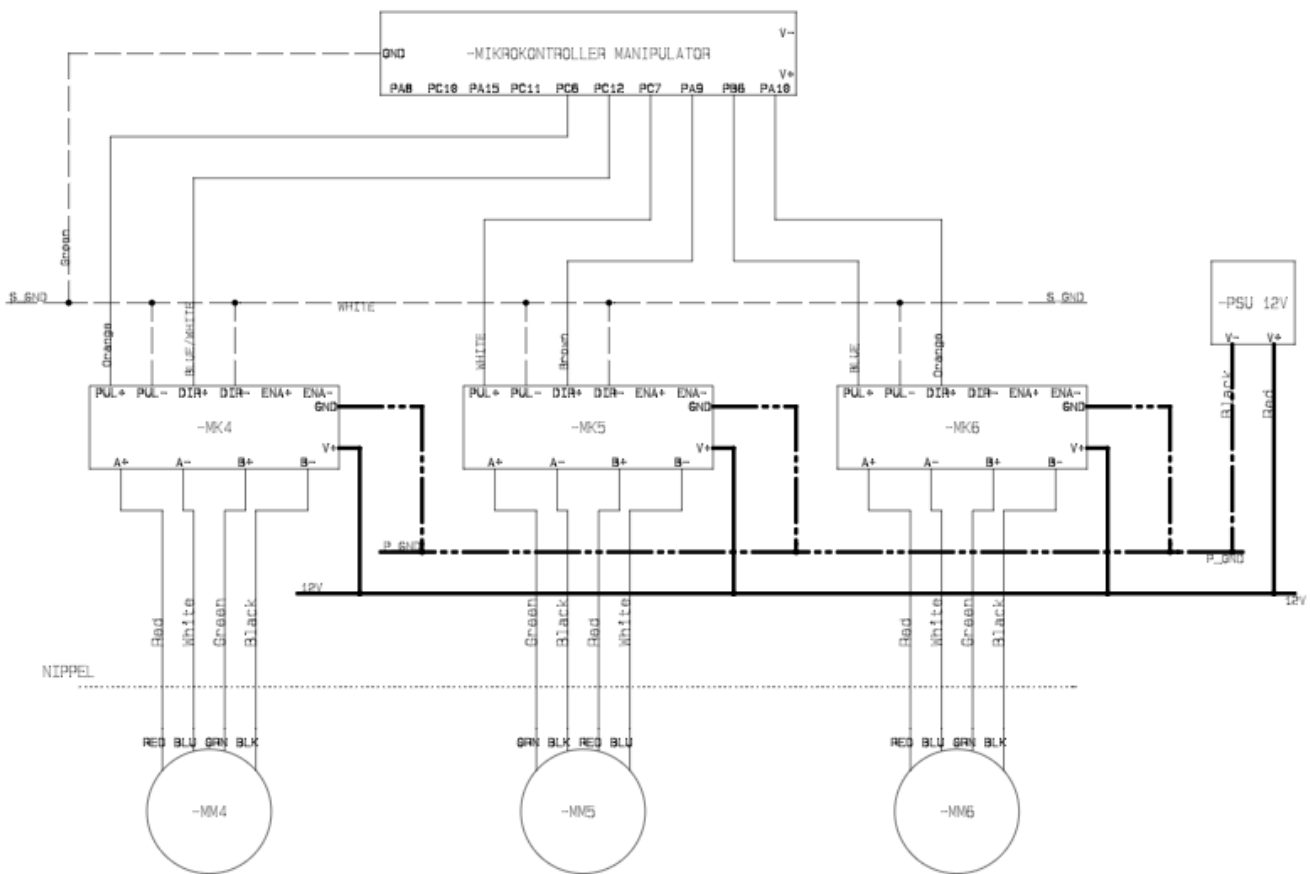 V-
GND -MIKROKONTROLLER MANIPULATOR
V+
PA8 PC10 PA15 PC11 PC6 PC12 PC7 PA9 PB6 PA10
Green
S_GND WHITE S_GND
-PSU 12V
V- V+
Orange BLUE/WHITE WHITE Brown BLUE Orange Black Red
PUL+ PUL- DIR+ DIR- ENA+ ENA- PUL+ PUL- DIR+ DIR- ENA+ ENA- PUL+ PUL- DIR+ DIR- ENA+ ENA-
GND GND GND
-MK4 -MK5 -MK6
V+ V+ V+
A+ A- B+ B- A+ A- B+ B- A+ A- B+ B-
P_GND P_GND
12V 12V
Red White Green Black Green Black Red White Red White Green Black
NIPPEL
RED BLU GRN BLK GRN BLK RED BLU RED BLU GRN BLK
-MM4 -MM5 -MM6